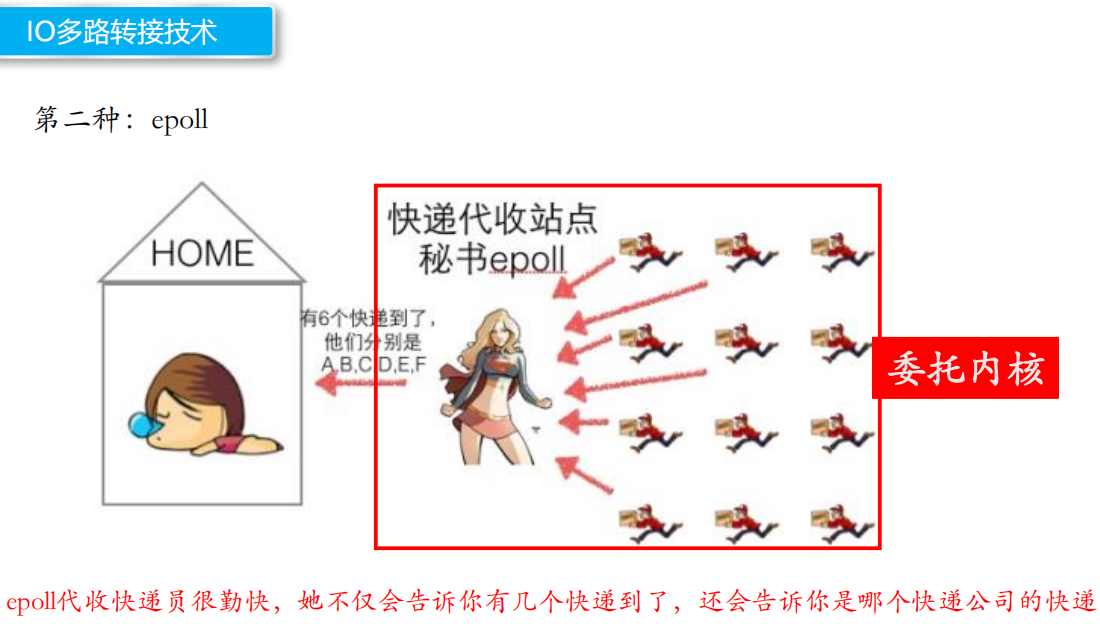 IO多路转接技术
第二种：epoll
HOME
快递代收站点
秘书epoll
有6个快递到了，
他们分别是
A,B,C,D,E,F
委托内核
epoll代收快递员很勤快，她不仅会告诉你有几个快递到了，还会告诉你是哪个快递公司的快递